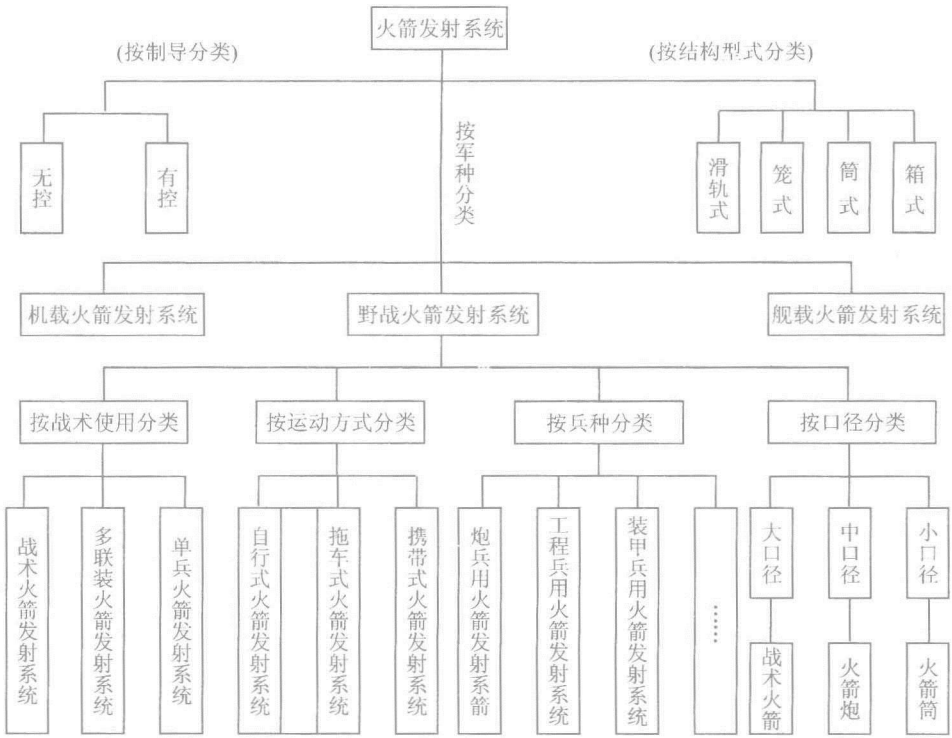 火箭发射系统
(按制导分类)
(按结构型式分类)
按军种分类
无控
有控
滑轨式
笼式
筒式
箱式
机载火箭发射系统
野战火箭发射系统
舰载火箭发射系统
按战术使用分类
按运动方式分类
按兵种分类
按口径分类
战术火箭发射系统
多联装火箭发射系统
单兵火箭发射系统
自行式火箭发射系统
拖车式火箭发射系统
携带式火箭发射系统
炮兵用火箭发射系箭
工程兵用火箭发射系统
装甲兵用火箭发射系统
……
大口径
中口径
小口径
战术火箭
火箭炮
火箭筒